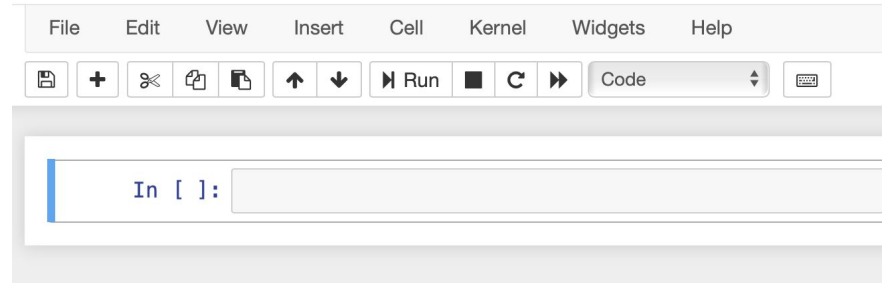 File Edit View Insert Cell Kernel Widgets Help
Run Code
In [ ]: